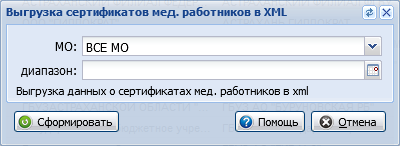 Выгрузка сертификатов мед. работников в XML
МО: ВСЕ МО
диапазон:
Выгрузка данных о сертификатах мед. работников в xml
Сформировать Помощь Отмена